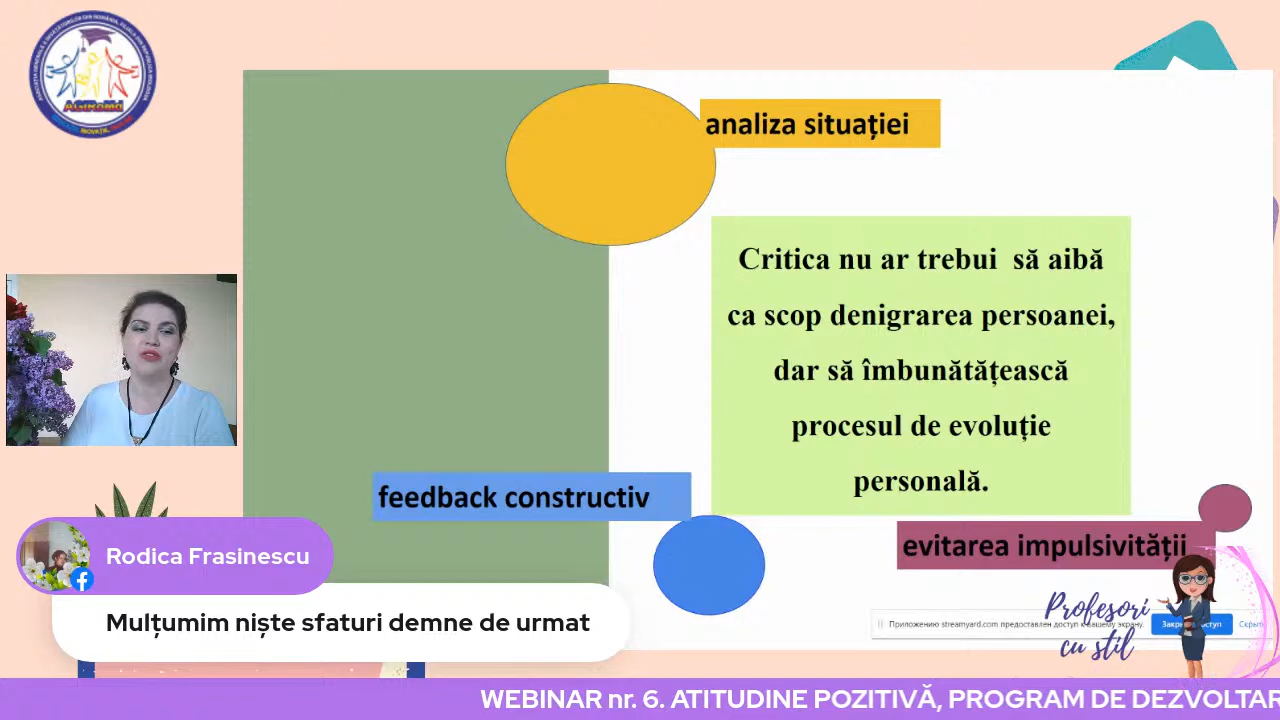 analiza situației
Critica nu ar trebui să aibă
ca scop denigrarea persoanei,
dar să îmbunătățească
procesul de evoluție
personală.
feedback constructiv
evitarea impulsivității
Rodica Frasinescu
Mulțumim niște sfaturi demne de urmat
Profesori
cu stil
Приложению streamyard.com предоставлен доступ к вашему экрану.
WEBINAR nr. 6. ATITUDINE POZITIVĂ, PROGRAM DE DEZVOLTAR